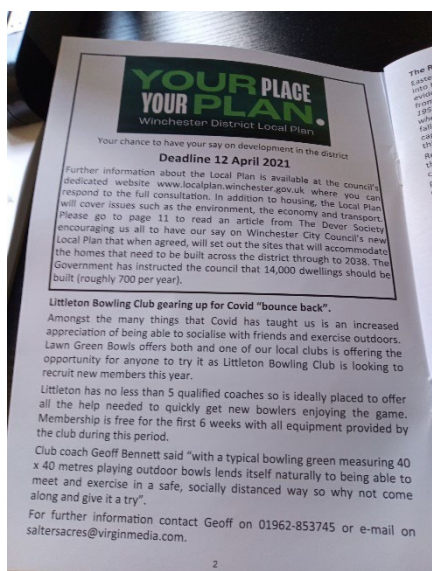 YOUR PLACE
YOUR PLAN.
Winchester District Local Plan
Your chance to have your say on development in the district
Deadline 12 April 2021
Further information about the Local Plan is available at the council's
dedicated website www.localplan.winchester.gov.uk where you can
respond to the full consultation. In addition to housing, the Local Plan
will cover issues such as the environment, the economy and transport.
Please go to page 11 to read an article from The Dever Society
encouraging us all to have our say on Winchester City Council's new
Local Plan that when agreed, will set out the sites that will accommodate
the homes that need to be built across the district through to 2038. The
Government has instructed the council that 14,000 dwellings should be
built (roughly 700 per year).
Littleton Bowling Club gearing up for Covid "bounce back".
Amongst the many things that Covid has taught us is an increased
appreciation of being able to socialise with friends and exercise outdoors.
Lawn Green Bowls offers both and one of our local clubs is offering the
opportunity for anyone to try it as Littleton Bowling Club is looking to
recruit new members this year.
Littleton has no less than 5 qualified coaches so is ideally placed to offer
all the help needed to quickly get new bowlers enjoying the game.
Membership is free for the first 6 weeks with all equipment provided by
the club during this period.
Club coach Geoff Bennett said "with a typical bowling green measuring 40
x 40 metres playing outdoor bowls lends itself naturally to being able to
meet and exercise in a safe, socially distanced way so why not come
along and give it a try".
For further information contact Geoff on 01962-853745 or e-mail on
saltersacres@virginmedia.com.
2
The